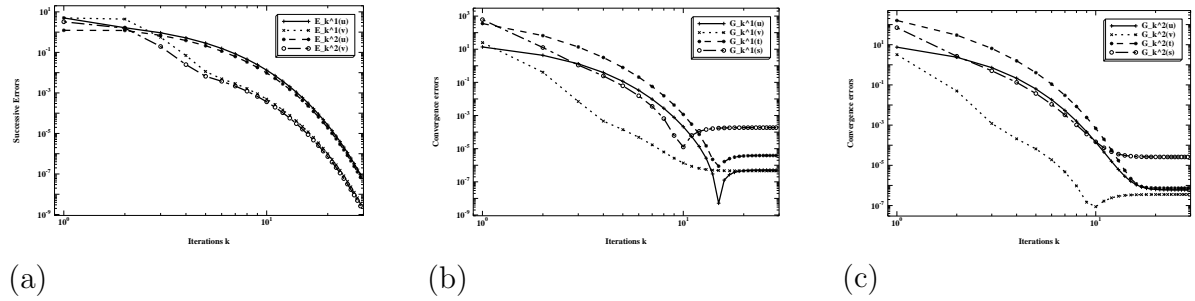 10^1
10^-1
10^-3
10^-5
10^-7
10^-9
Successive Errors
10^0
10^1
Iterations k
E_k^1(u)
E_k^1(v)
E_k^2(u)
E_k^2(v)
(a)
10^3
10^1
10^-1
10^-3
10^-5
10^-7
10^-9
Convergence errors
10^0
10^1
Iterations k
G_k^1(u)
G_k^1(v)
G_k^1(t)
G_k^1(s)
(b)
10^1
10^-1
10^-3
10^-5
10^-7
Convergence errors
10^0
10^1
Iterations k
G_k^2(u)
G_k^2(v)
G_k^2(t)
G_k^2(s)
(c)